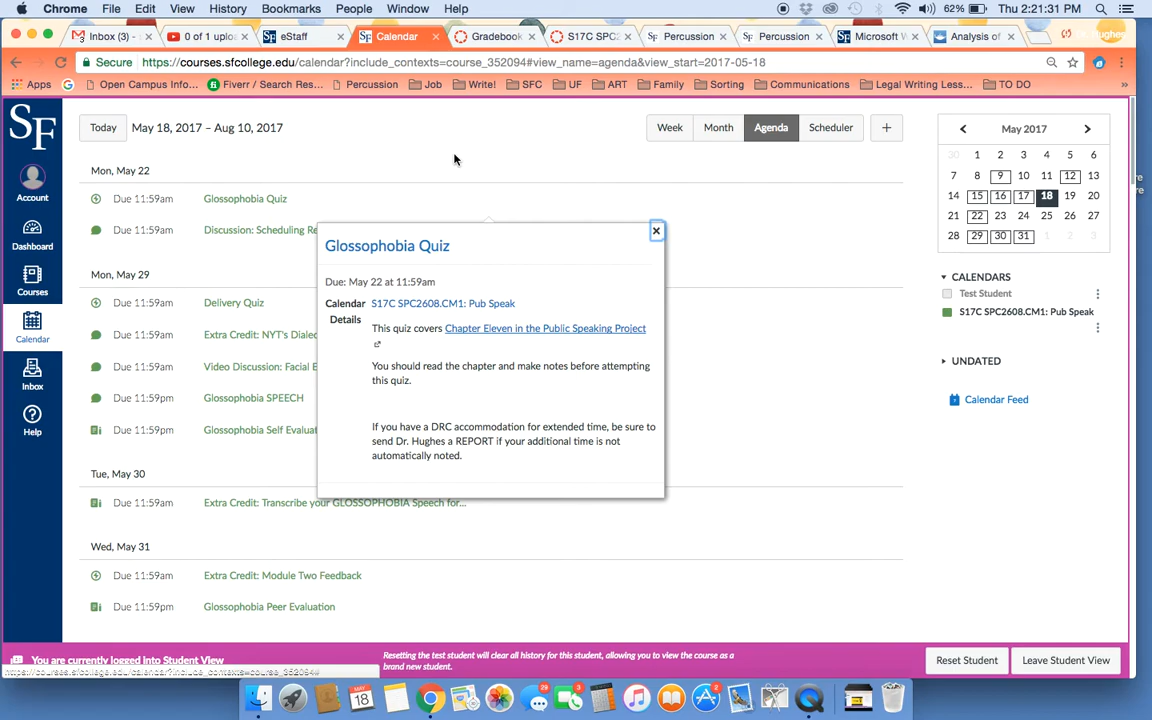 Chrome File Edit View History Bookmarks People Window Help 62% Thu 2:21:31 PM
Inbox (3) - 0 of 1 uplo eStaff Calendar Gradebook S17C SPC2 Percussion Percussion Microsoft W Analysis of Hughes
Secure https://courses.sfcollege.edu/calendar?include_contexts=course_352094#view_name=agenda&view_start=2017-05-18
Apps Open Campus Info... Fiverr / Search Res... Percussion Job Write! SFC UF ART Family Sorting Communications Legal Writing Less... TO DO »
SF
Account
Dashboard
Courses
Calendar
Inbox
Help
Today May 18, 2017 – Aug 10, 2017 Week Month Agenda Scheduler +
Mon, May 22
Due 11:59am Glossophobia Quiz
Due 11:59am Discussion: Scheduling Re
Mon, May 29
Due 11:59am Delivery Quiz
Due 11:59am Extra Credit: NYT's Dialec
Due 11:59am Video Discussion: Facial E
Due 11:59pm Glossophobia SPEECH
Due 11:59pm Glossophobia Self Evaluat
Tue, May 30
Due 11:59am Extra Credit: Transcribe your GLOSSOPHOBIA Speech for...
Wed, May 31
Due 11:59am Extra Credit: Module Two Feedback
Due 11:59pm Glossophobia Peer Evaluation
Glossophobia Quiz
Due: May 22 at 11:59am
Calendar S17C SPC2608.CM1: Pub Speak
Details
This quiz covers Chapter Eleven in the Public Speaking Project
You should read the chapter and make notes before attempting
this quiz.
If you have a DRC accommodation for extended time, be sure to
send Dr. Hughes a REPORT if your additional time is not
automatically noted.
May 2017
30 1 2 3 4 5 6
7 8 9 10 11 12 13
14 15 16 17 18 19 20
21 22 23 24 25 26 27
28 29 30 31 1 2 3
CALENDARS
Test Student
S17C SPC2608.CM1: Pub Speak
UNDATED
Calendar Feed
You are currently logged into Student View
Resetting the test student will clear all history for this student, allowing you to view the course as a
brand new student.
Reset Student Leave Student View
https://courses.sfcollege.edu/calendar?include_contexts=course_352094#
MAY
18